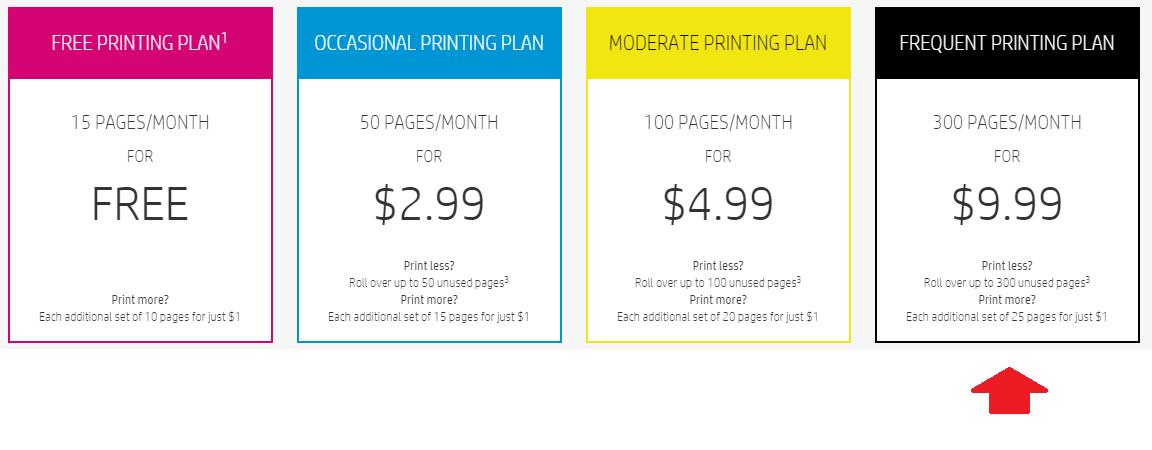 FREE PRINTING PLAN¹
15 PAGES/MONTH
FOR
FREE
Print more?
Each additional set of 10 pages for just $1
OCCASIONAL PRINTING PLAN
50 PAGES/MONTH
FOR
$2.99
Print less?
Roll over up to 50 unused pages³
Print more?
Each additional set of 15 pages for just $1
MODERATE PRINTING PLAN
100 PAGES/MONTH
FOR
$4.99
Print less?
Roll over up to 100 unused pages³
Print more?
Each additional set of 20 pages for just $1
FREQUENT PRINTING PLAN
300 PAGES/MONTH
FOR
$9.99
Print less?
Roll over up to 300 unused pages³
Print more?
Each additional set of 25 pages for just $1